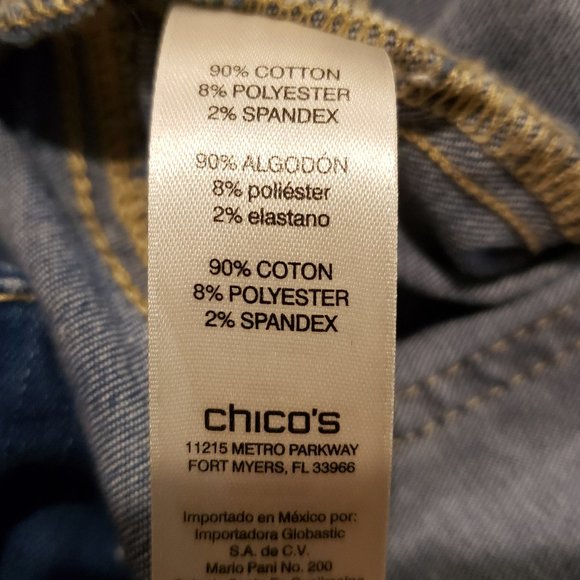 90% COTTON
8% POLYESTER
2% SPANDEX
90% ALGODÓN
8% poliéster
2% elastano
90% COTON
8% POLYESTER
2% SPANDEX
chico's
11215 METRO PARKWAY
FORT MYERS, FL 33966
Importado en México por:
Importadora Globastic
S.A. de C.V.
Mario Pani No. 200